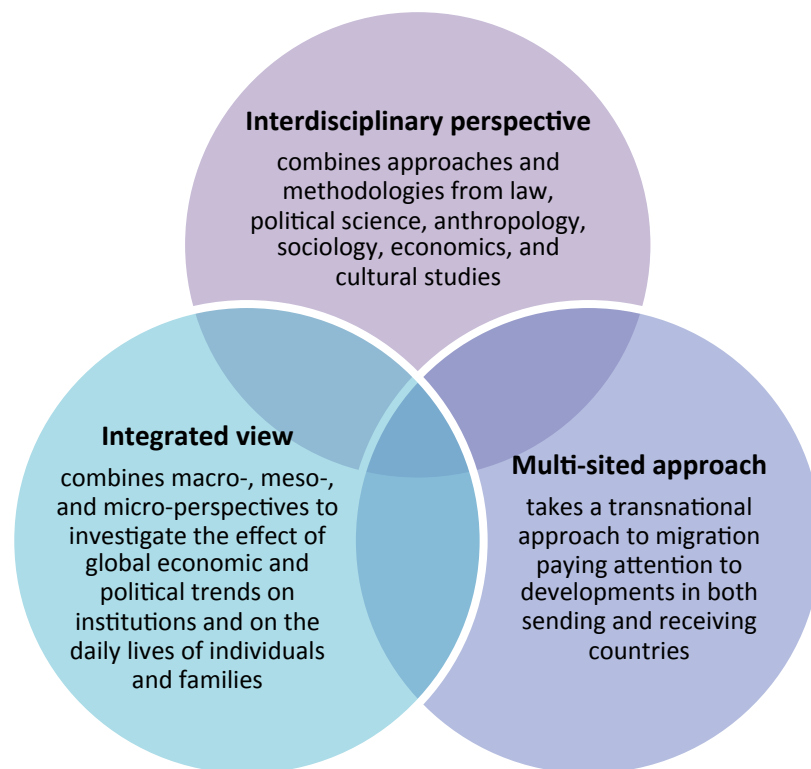 Interdisciplinary perspective
combines approaches and
methodologies from law,
political science, anthropology,
sociology, economics, and
cultural studies
Integrated view
combines macro-, meso-,
and micro-perspectives to
investigate the effect of
global economic and
political trends on
institutions and on the
daily lives of individuals
and families
Multi-sited approach
takes a transnational
approach to migration
paying attention to
developments in both
sending and receiving
countries